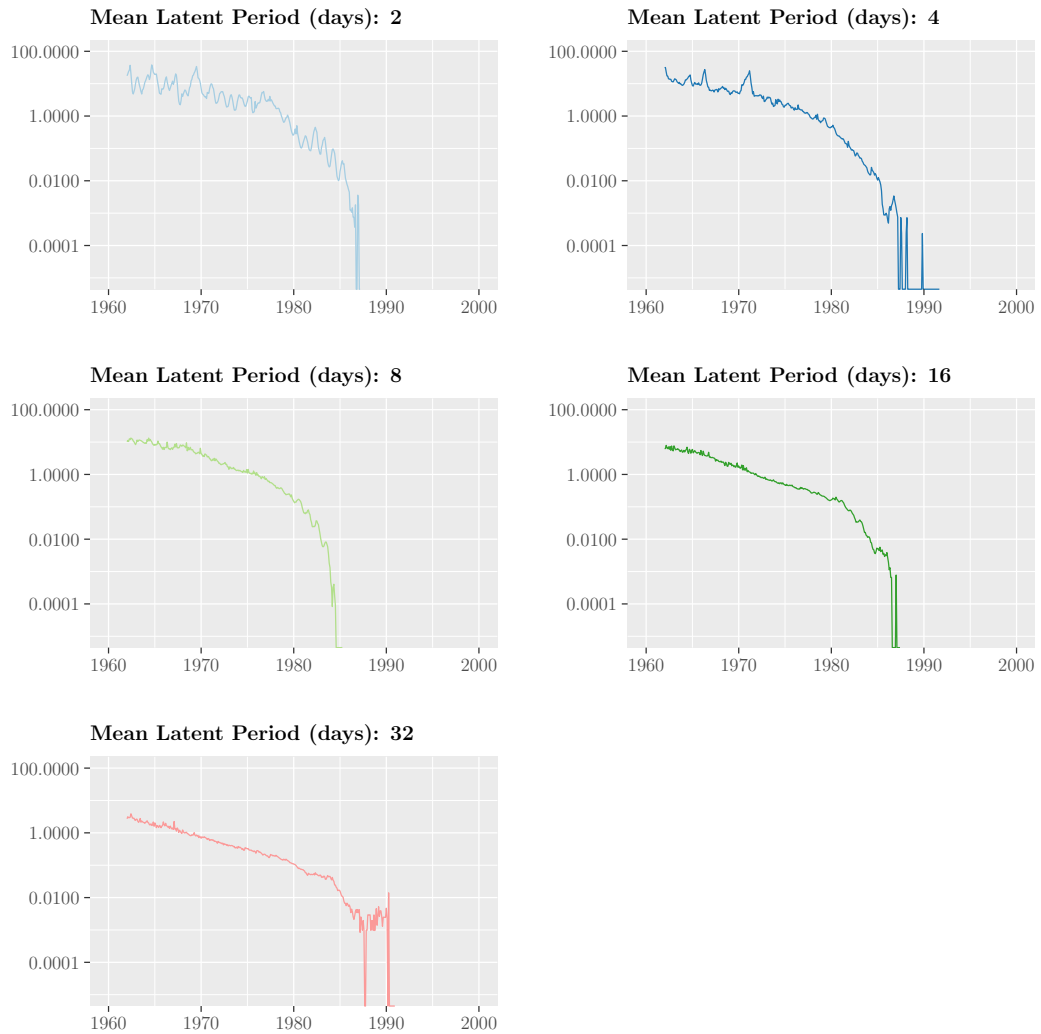 Mean Latent Period (days): 2
100.0000
1.0000
0.0100
0.0001
1960 1970 1980 1990 2000
Mean Latent Period (days): 4
100.0000
1.0000
0.0100
0.0001
1960 1970 1980 1990 2000
Mean Latent Period (days): 8
100.0000
1.0000
0.0100
0.0001
1960 1970 1980 1990 2000
Mean Latent Period (days): 16
100.0000
1.0000
0.0100
0.0001
1960 1970 1980 1990 2000
Mean Latent Period (days): 32
100.0000
1.0000
0.0100
0.0001
1960 1970 1980 1990 2000